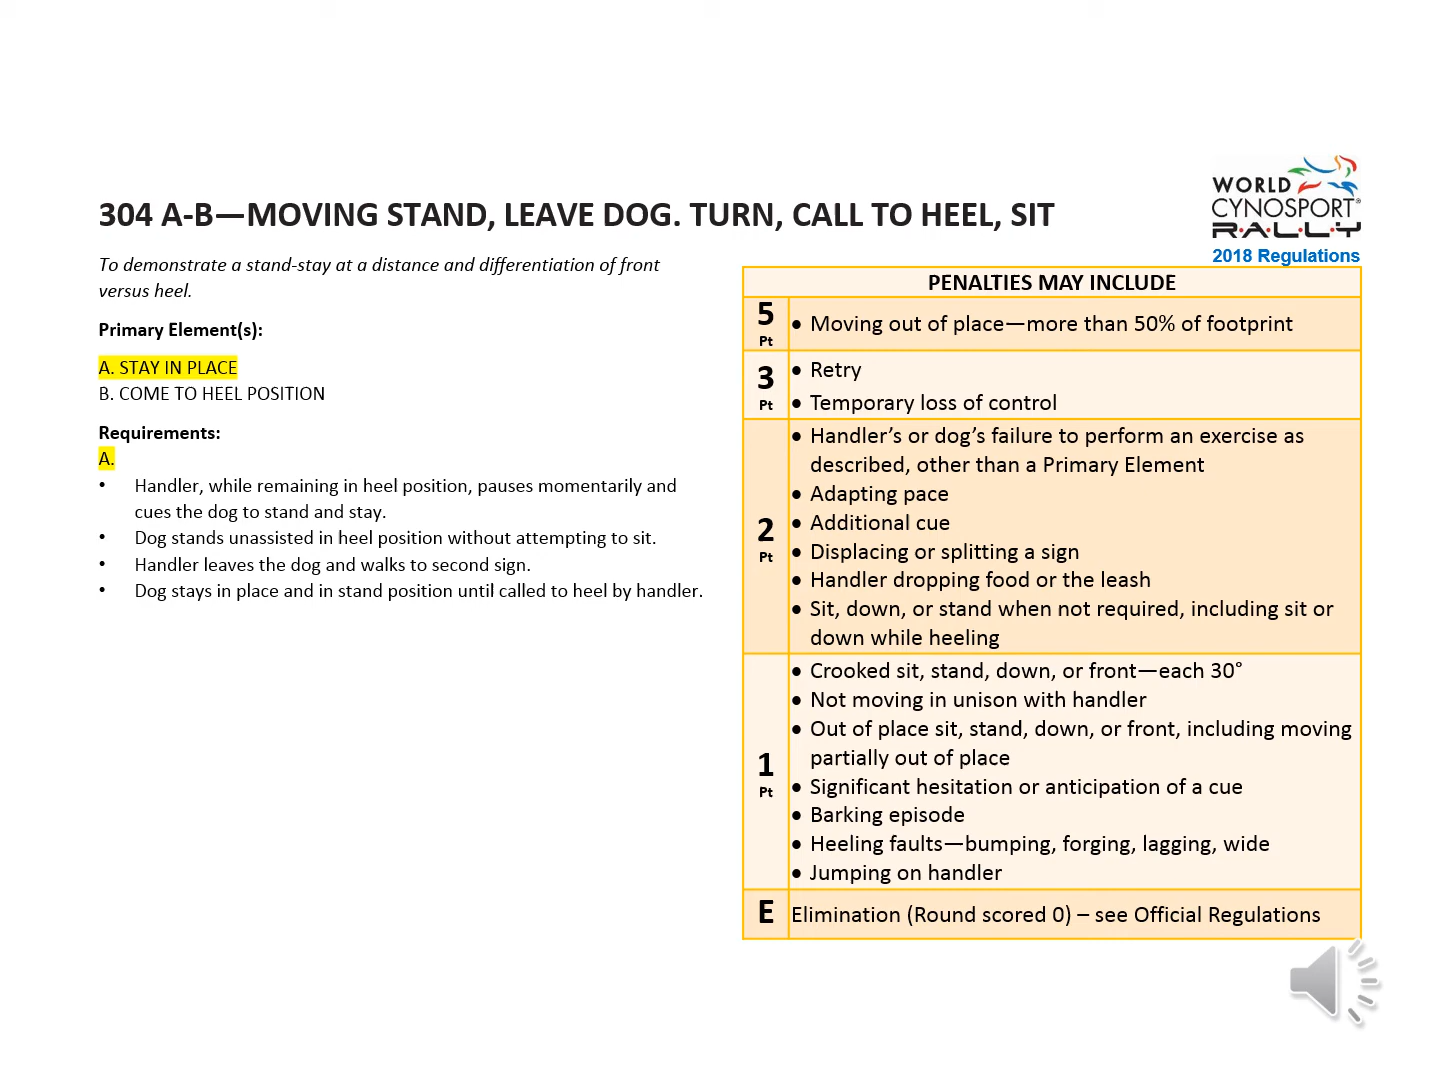 304 A-B—MOVING STAND, LEAVE DOG. TURN, CALL TO HEEL, SIT
WORLD
CYNOSPORT®
R.A.L.L.Y
2018 Regulations
To demonstrate a stand-stay at a distance and differentiation of front
versus heel.
Primary Element(s):
A. STAY IN PLACE
B. COME TO HEEL POSITION
Requirements:
A.
• Handler, while remaining in heel position, pauses momentarily and
cues the dog to stand and stay.
• Dog stands unassisted in heel position without attempting to sit.
• Handler leaves the dog and walks to second sign.
• Dog stays in place and in stand position until called to heel by handler.
PENALTIES MAY INCLUDE
5
Pt
• Moving out of place—more than 50% of footprint
3
Pt
• Retry
• Temporary loss of control
2
Pt
• Handler’s or dog’s failure to perform an exercise as
described, other than a Primary Element
• Adapting pace
• Additional cue
• Displacing or splitting a sign
• Handler dropping food or the leash
• Sit, down, or stand when not required, including sit or
down while heeling
1
Pt
• Crooked sit, stand, down, or front—each 30°
• Not moving in unison with handler
• Out of place sit, stand, down, or front, including moving
partially out of place
• Significant hesitation or anticipation of a cue
• Barking episode
• Heeling faults—bumping, forging, lagging, wide
• Jumping on handler
E
Elimination (Round scored 0) – see Official Regulations